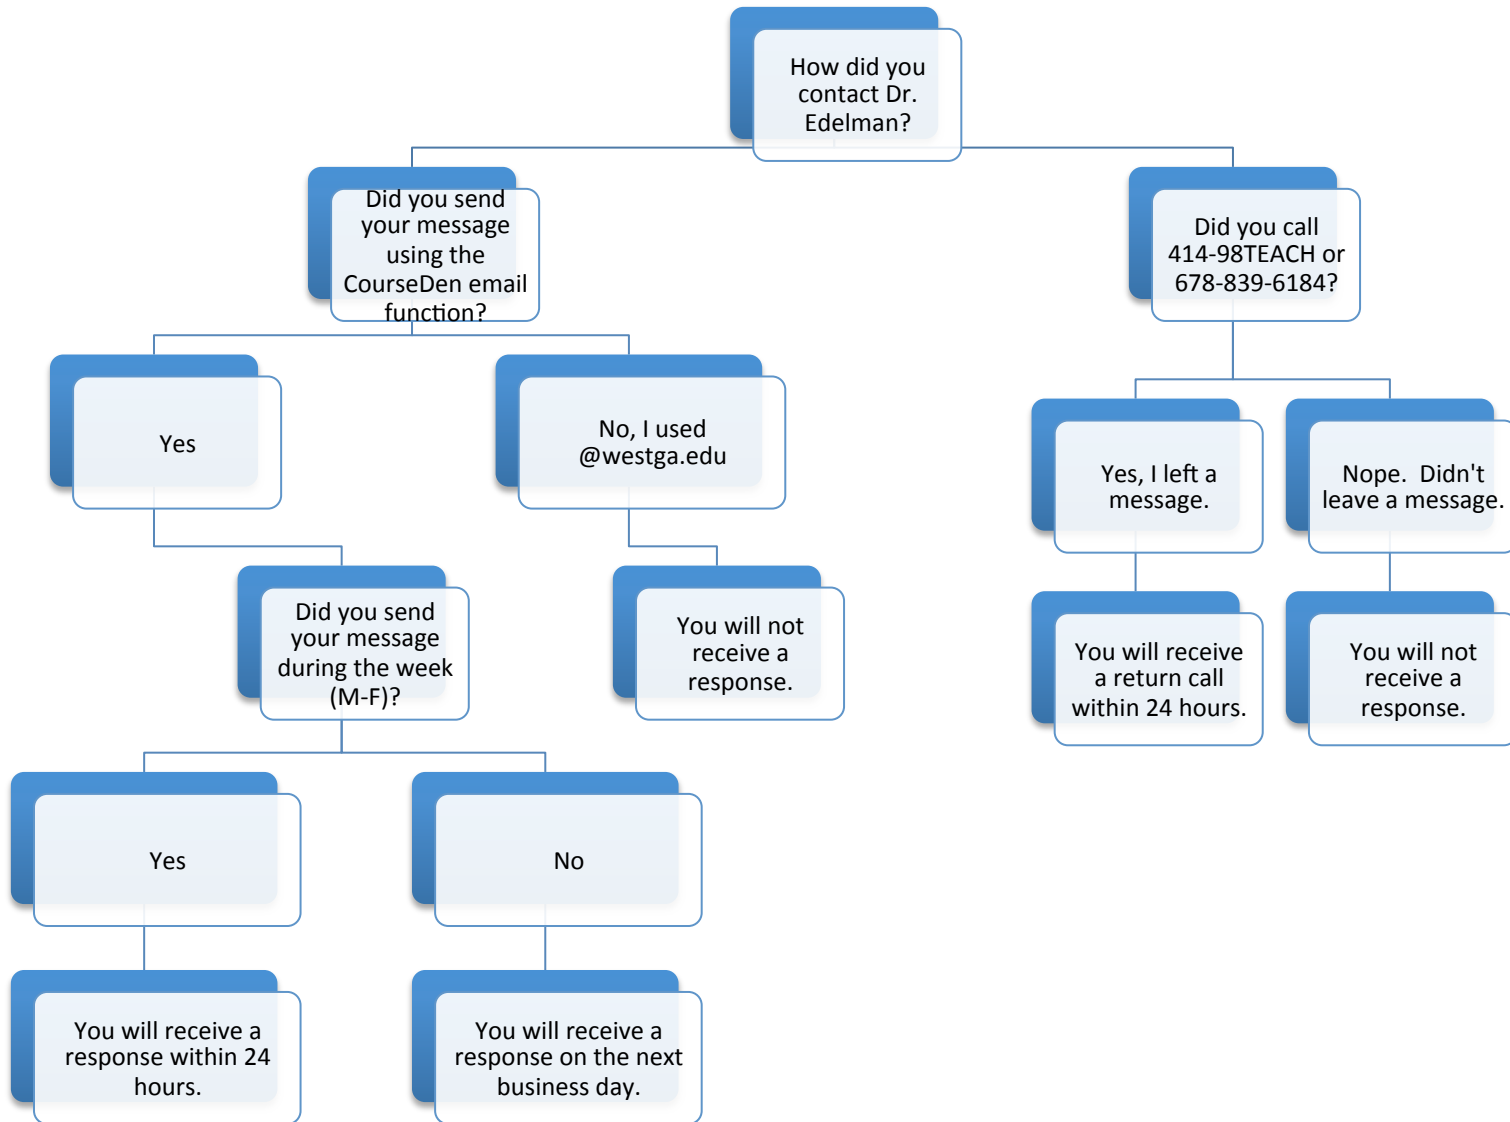 How did you
contact Dr.
Edelman?
Did you send
your message
using the
CourseDen email
function?
Did you call
414-98TEACH or
678-839-6184?
Yes
No, I used
@westga.edu
Yes, I left a
message.
Nope.  Didn't
leave a message.
Did you send
your message
during the week
(M-F)?
You will not
receive a
response.
You will receive
a return call
within 24 hours.
You will not
receive a
response.
Yes
No
You will receive a
response within 24
hours.
You will receive a
response on the next
business day.